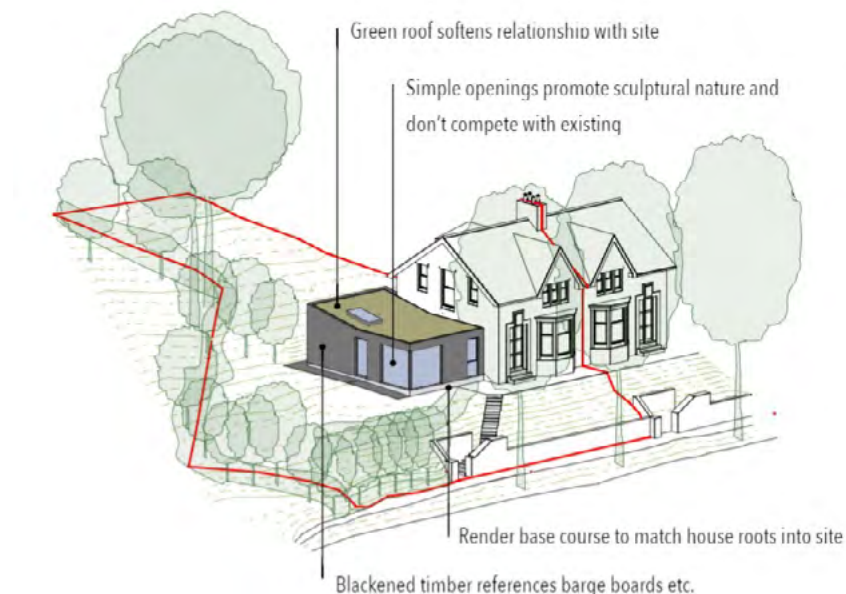 Green roof softens relationship with site
Simple openings promote sculptural nature and
don't compete with existing
Render base course to match house roots into site
Blackened timber references barge boards etc.